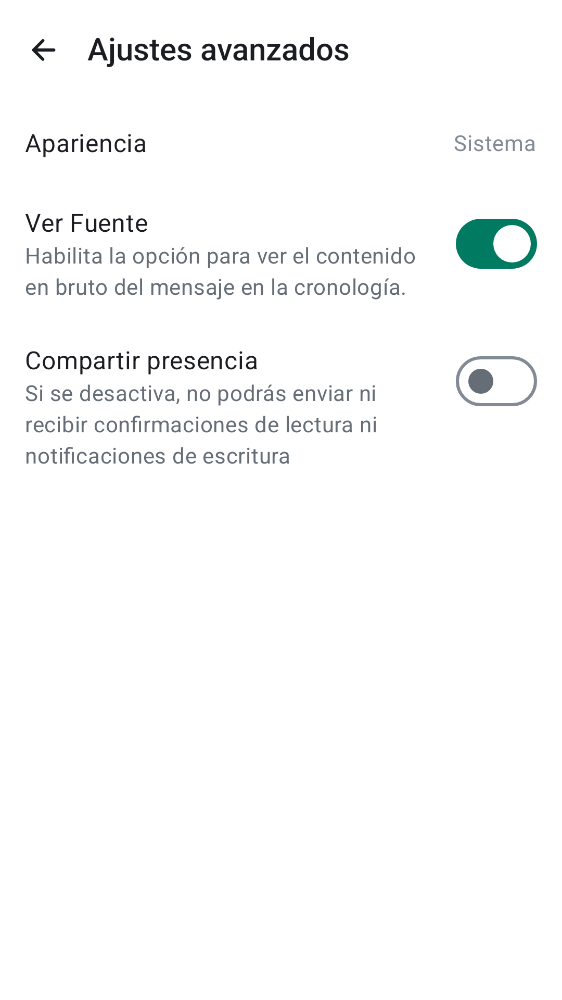 Ajustes avanzados
Apariencia
Sistema
Ver Fuente
Habilita la opción para ver el contenido
en bruto del mensaje en la cronología.
Compartir presencia
Si se desactiva, no podrás enviar ni
recibir confirmaciones de lectura ni
notificaciones de escritura